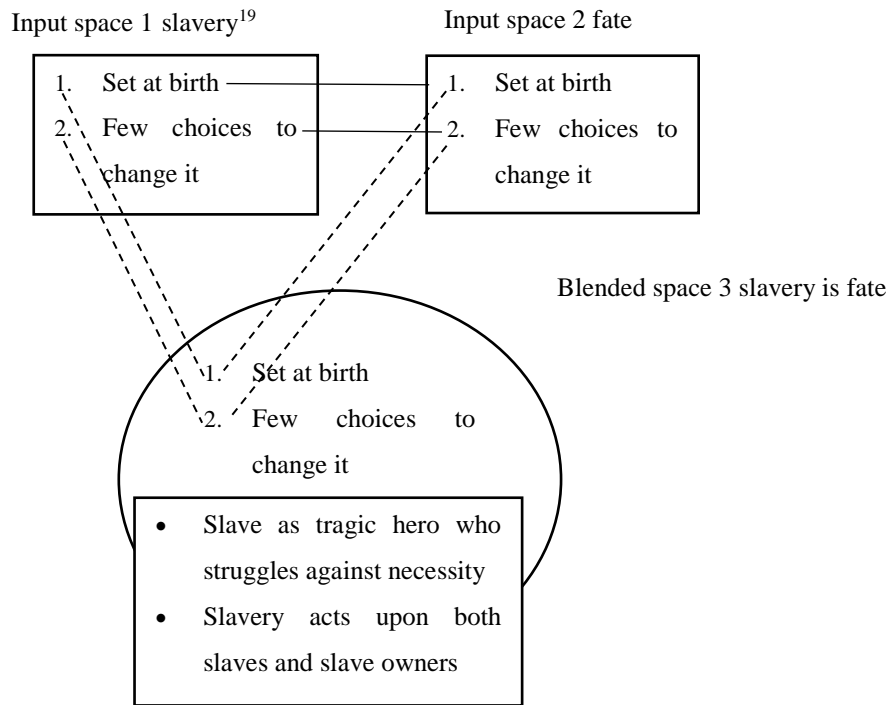 Input space 1 slavery19
Input space 2 fate
1. Set at birth
2. Few choices to
change it
1. Set at birth
2. Few choices to
change it
Blended space 3 slavery is fate
1. Set at birth
2. Few choices to
change it
• Slave as tragic hero who
struggles against necessity
• Slavery acts upon both
slaves and slave owners